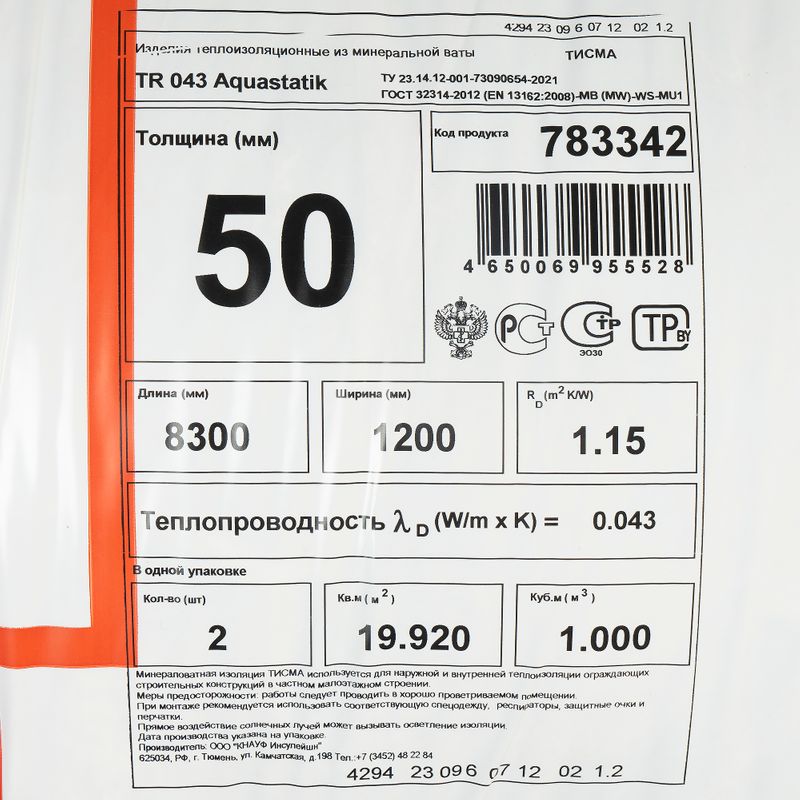 4294 23 09 6 07 12 02 1.2
Изделия теплоизоляционные из минеральной ваты ТИСМА
TR 043 Aquastatik
ТУ 23.14.12-001-73090654-2021
ГОСТ 32314-2012 (EN 13162:2008)-MB (MW)-WS-MU1
Толщина (мм)
50
Код продукта 783342
4 650069 955528
РСТ
СТР
ЭО30
ТР BY
Длина (мм)
8300
Ширина (мм)
1200
R D (m² K/W)
1.15
Теплопроводность λ D (W/m x K) = 0.043
В одной упаковке
Кол-во (шт)
2
Кв.м ( м² )
19.920
Куб.м ( м³ )
1.000
Минераловатная изоляция ТИСМА используется для наружной и внутренней теплоизоляции ограждающих
строительных конструкций в частном малоэтажном строении.
Меры предосторожности: работы следует проводить в хорошо проветриваемом помещении.
При монтаже рекомендуется использовать соответствующую спецодежду, респираторы, защитные очки и
перчатки.
Прямое воздействие солнечных лучей может вызывать осветление изоляции.
Дата производства указана на упаковке.
Производитель: ООО "КНАУФ Инсулейшн"
625034, РФ, г. Тюмень, ул. Камчатская, д.198 Тел.:+7 (3452) 48 22 84
4294 23 09 6 07 12 02 1.2